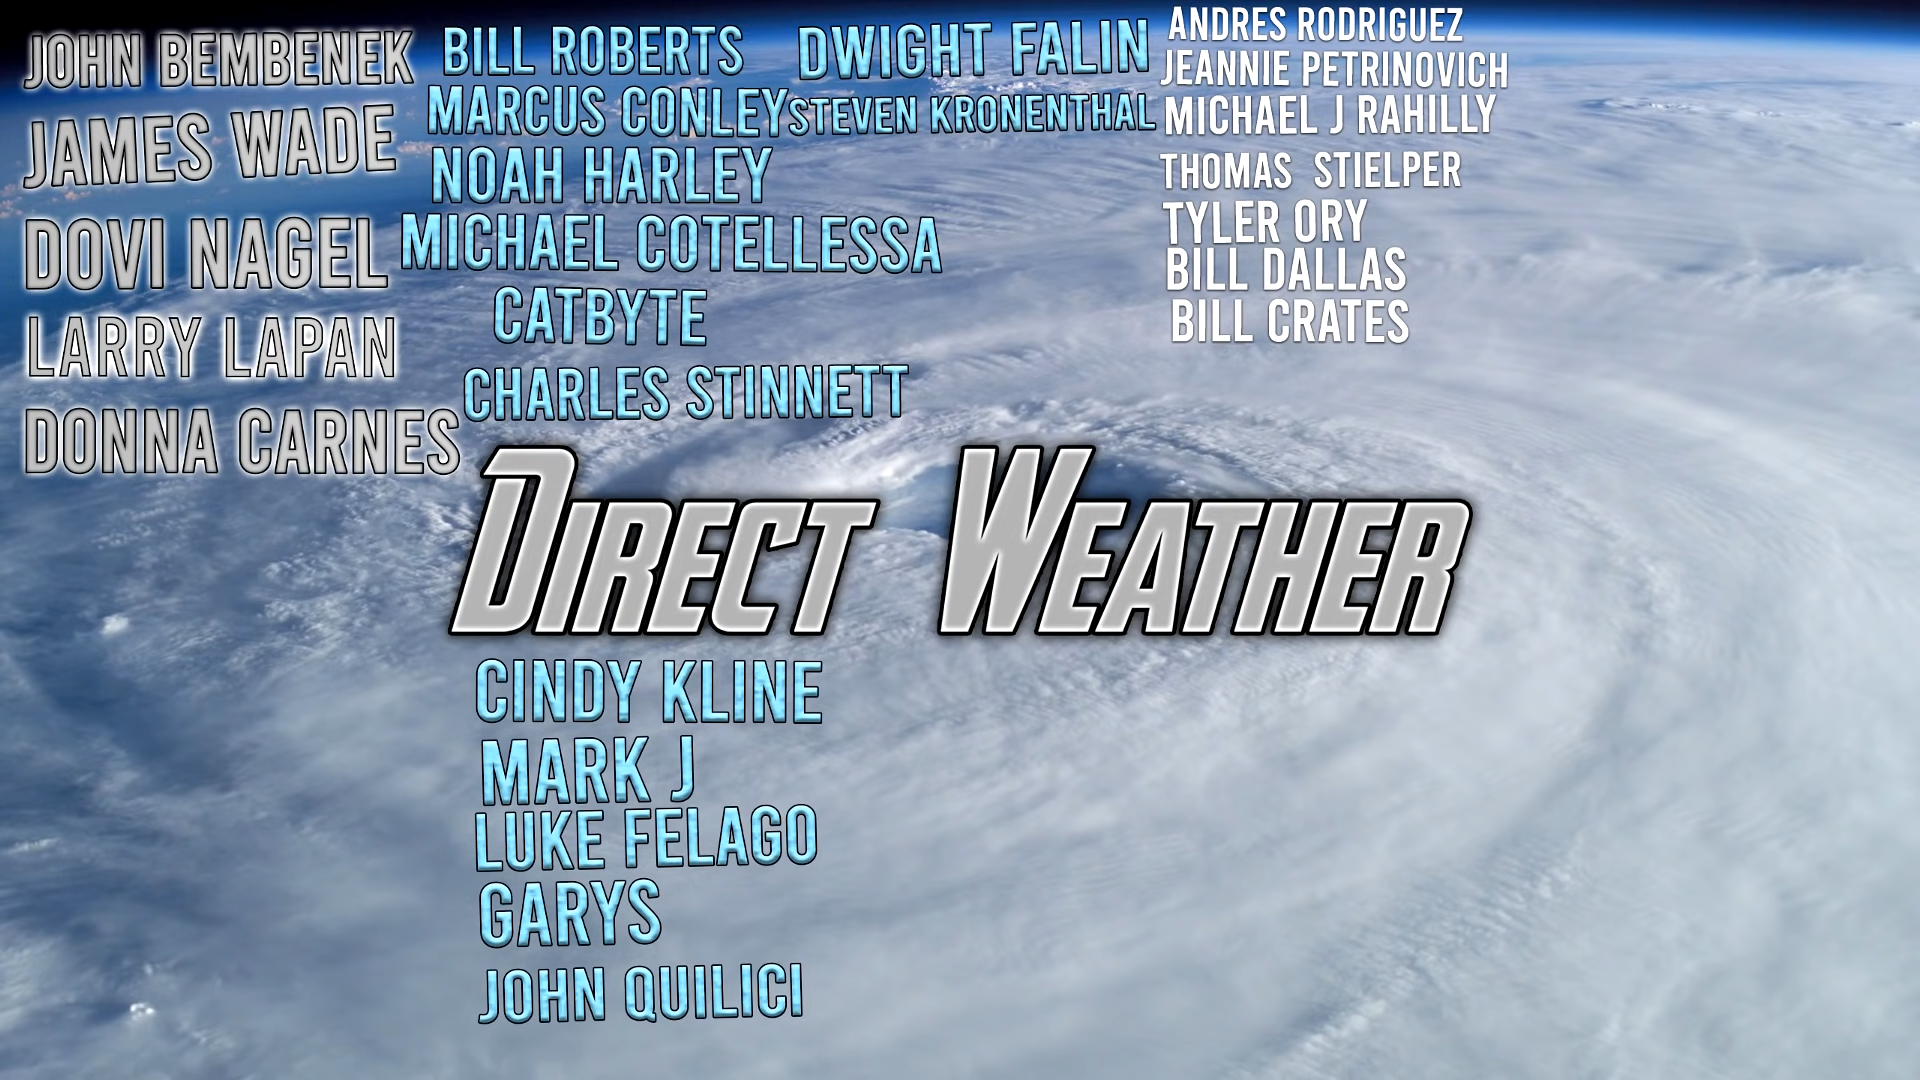 JOHN BEMBENEK
JAMES WADE
DOVI NAGEL
LARRY LAPAN
DONNA CARNES
BILL ROBERTS
MARCUS CONLEY
NOAH HARLEY
MICHAEL COTELLESSA
CATBYTE
CHARLES STINNETT
DWIGHT FALIN
STEVEN KRONENTHAL
ANDRES RODRIGUEZ
JEANNIE PETRINOVICH
MICHAEL J RAHILLY
THOMAS STIELPER
TYLER ORY
BILL DALLAS
BILL CRATES
DIRECT WEATHER
CINDY KLINE
MARK J
LUKE FELAGO
GARYS
JOHN QUILICI